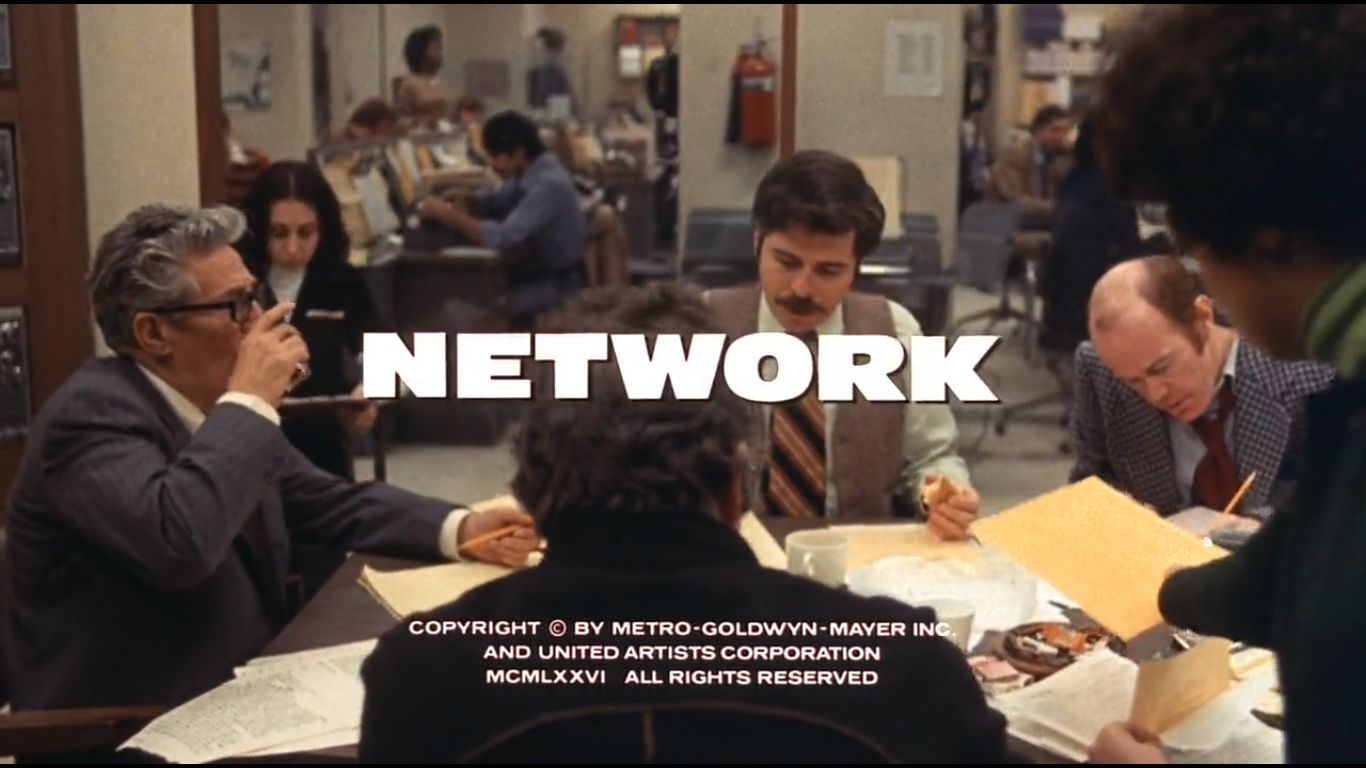 NETWORK
COPYRIGHT © BY METRO-GOLDWYN-MAYER INC.
AND UNITED ARTISTS CORPORATION
MCMLXXVI ALL RIGHTS RESERVED